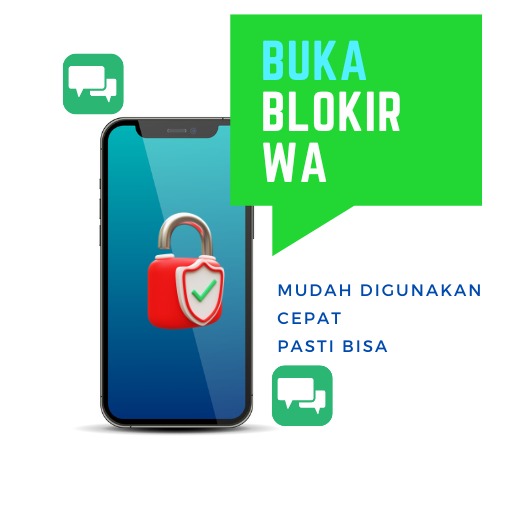 BUKA
BLOKIR
WA
MUDAH DIGUNAKAN
CEPAT
PASTI BISA